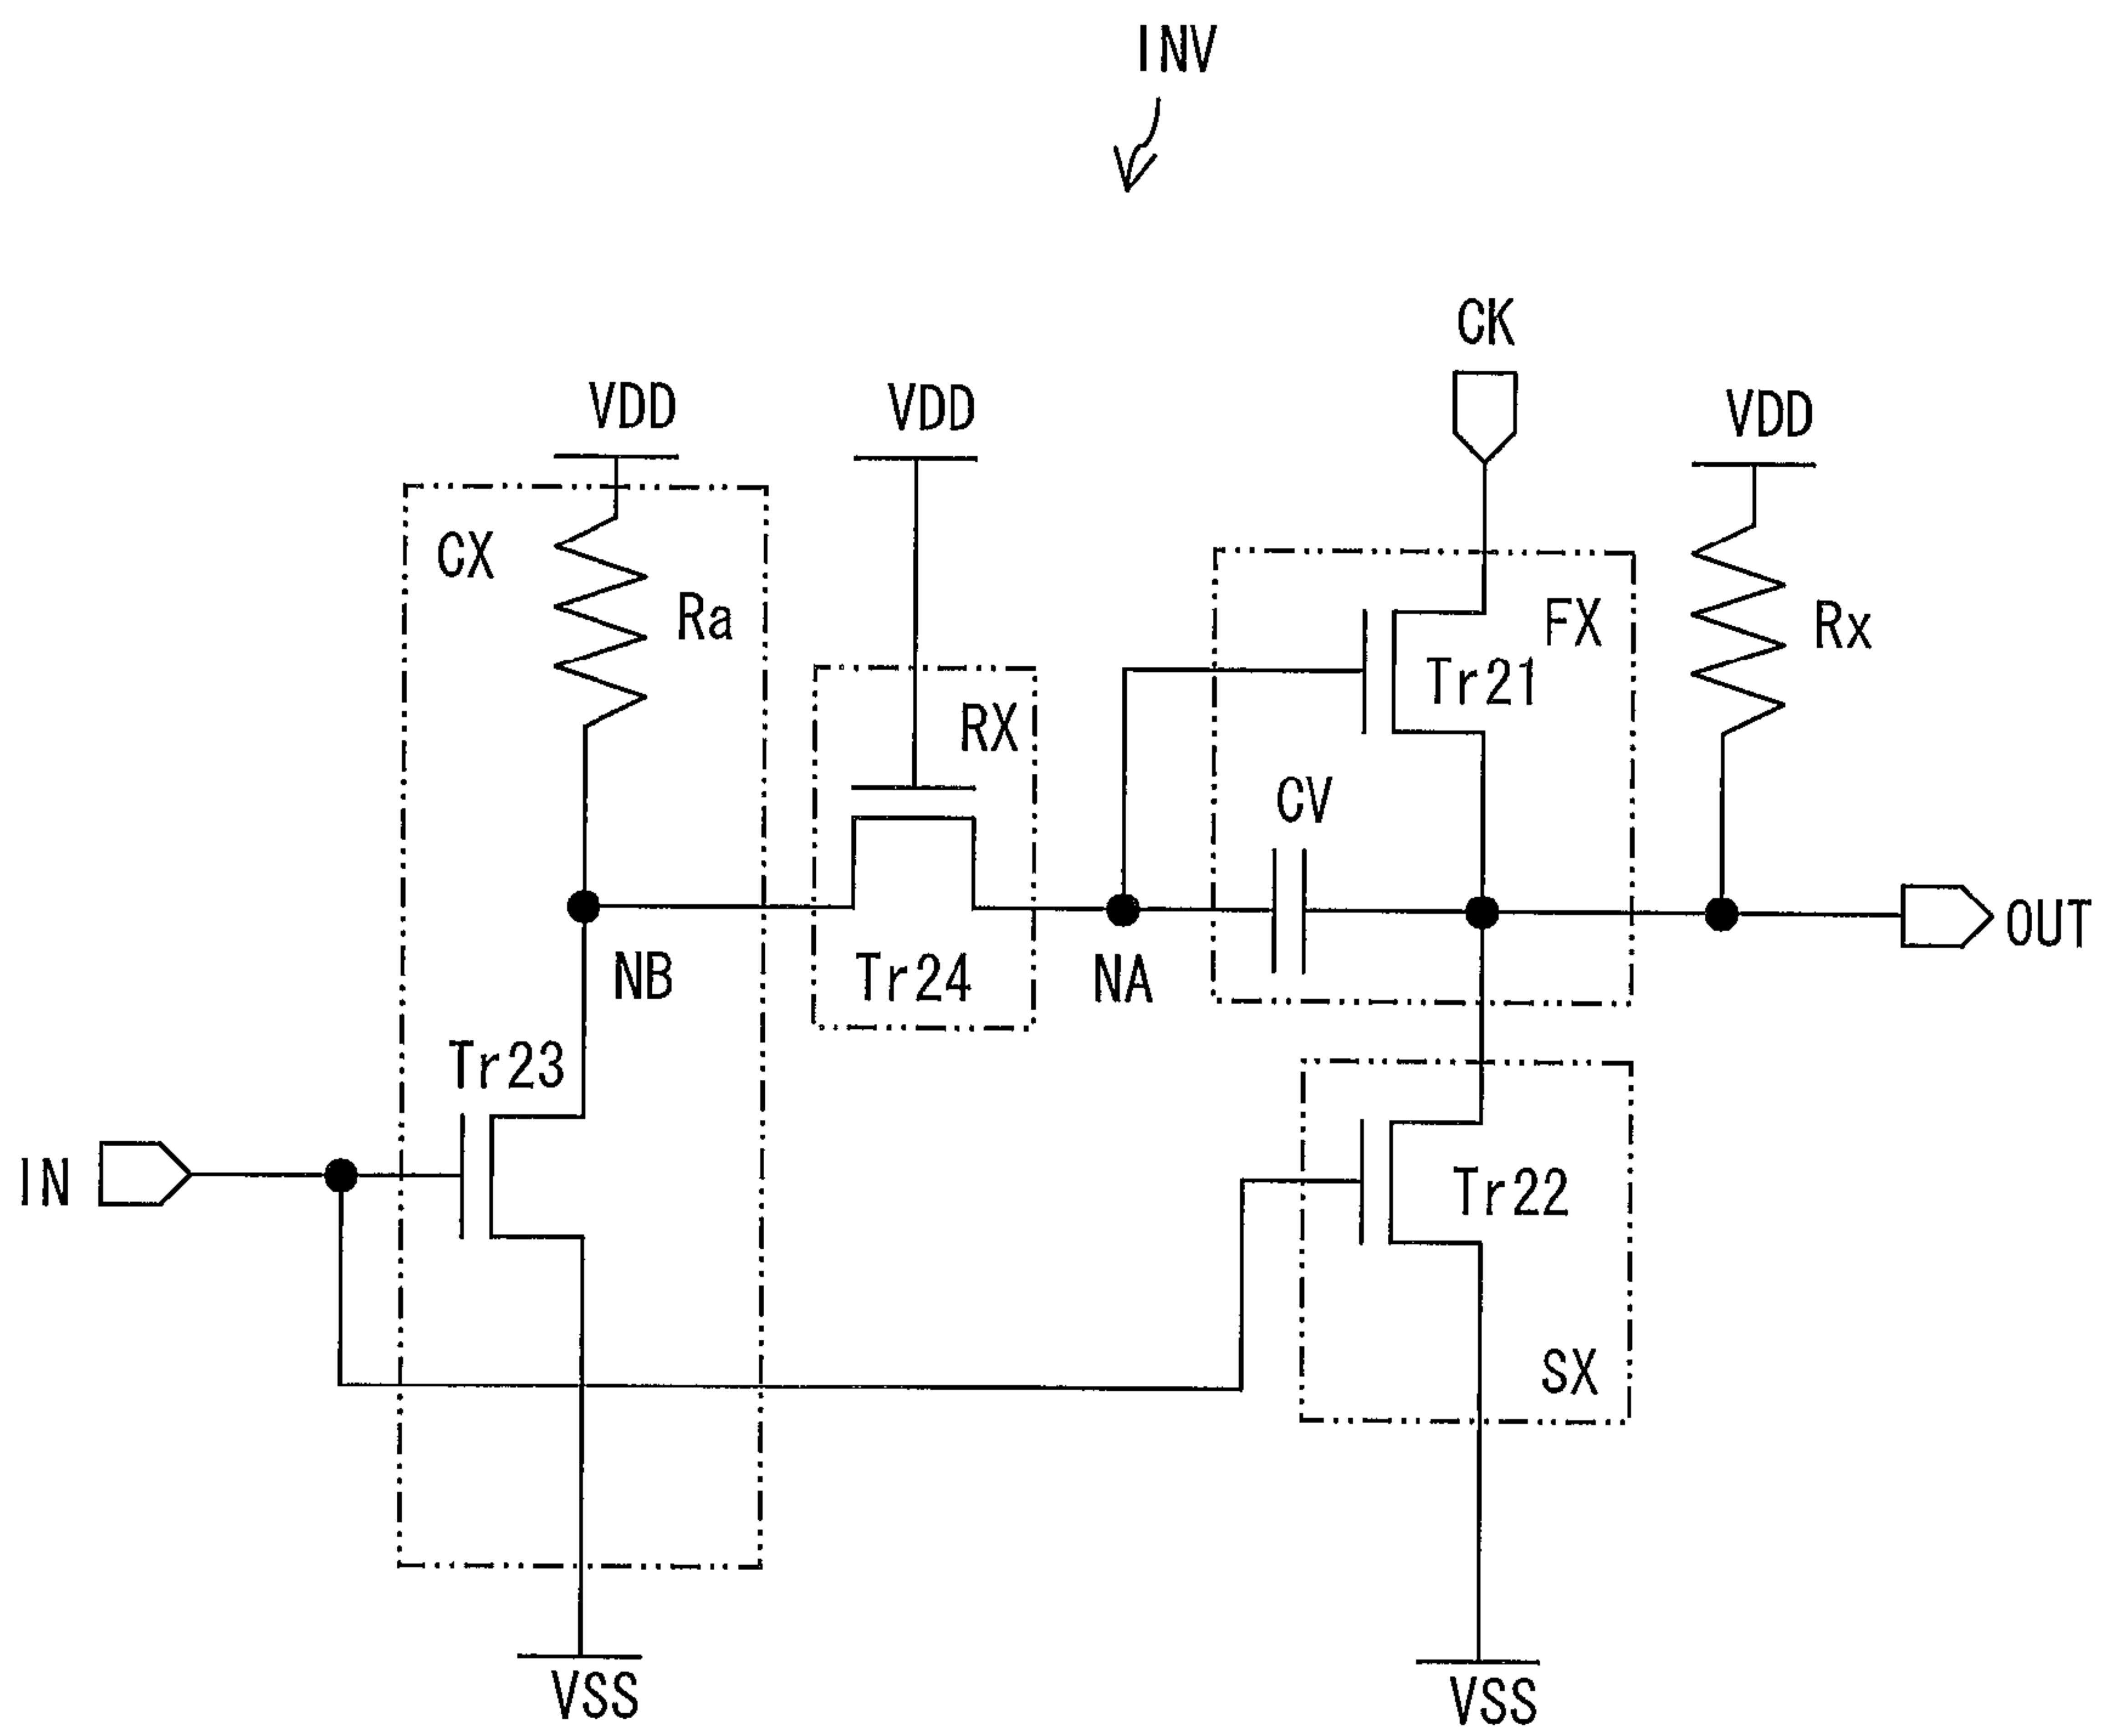 INV
CK
VDD
VDD
VDD
CX
Ra
FX
Rx
Tr21
RX
CV
OUT
NB
Tr24
NA
Tr23
IN
Tr22
SX
VSS
VSS